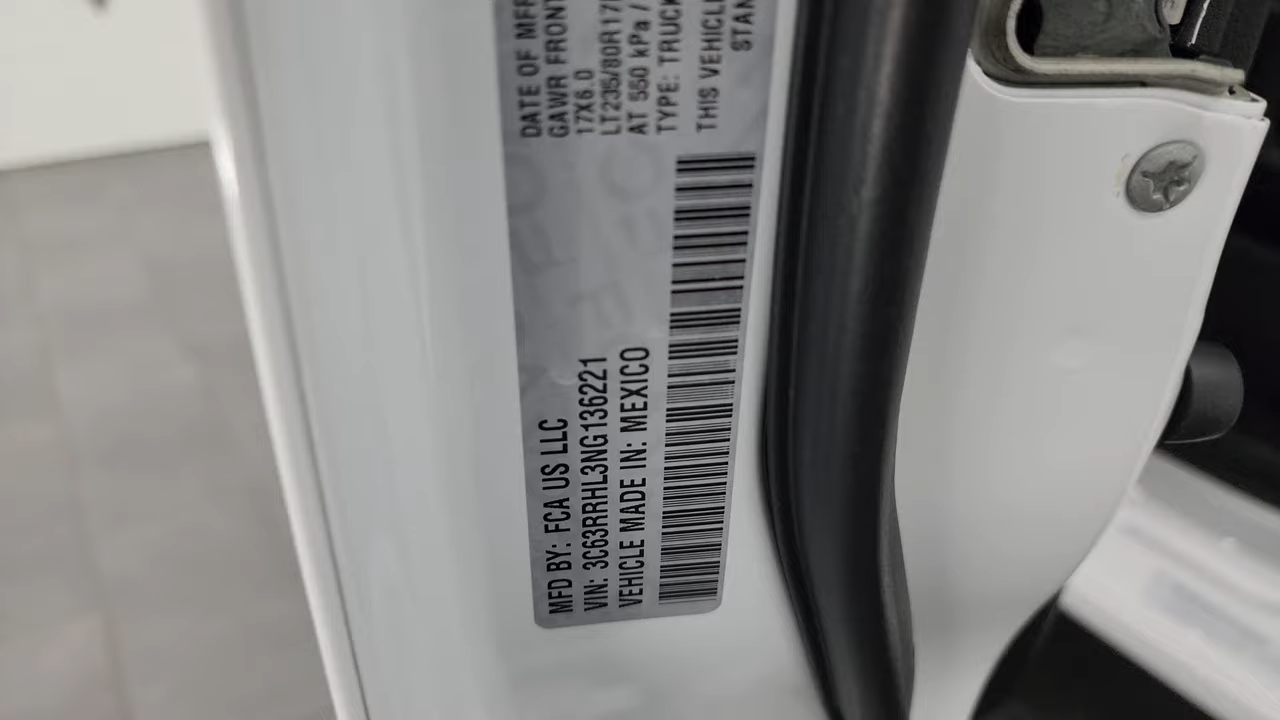 MFD BY: FCA US LLC
VIN: 3C63RRHL3NG136221
VEHICLE MADE IN: MEXICO
DATE OF MFR
GAWR FRONT
17X6.0
LT235/80R17
AT 550 kPa /
TYPE: TRUCK
THIS VEHICLE
STAN